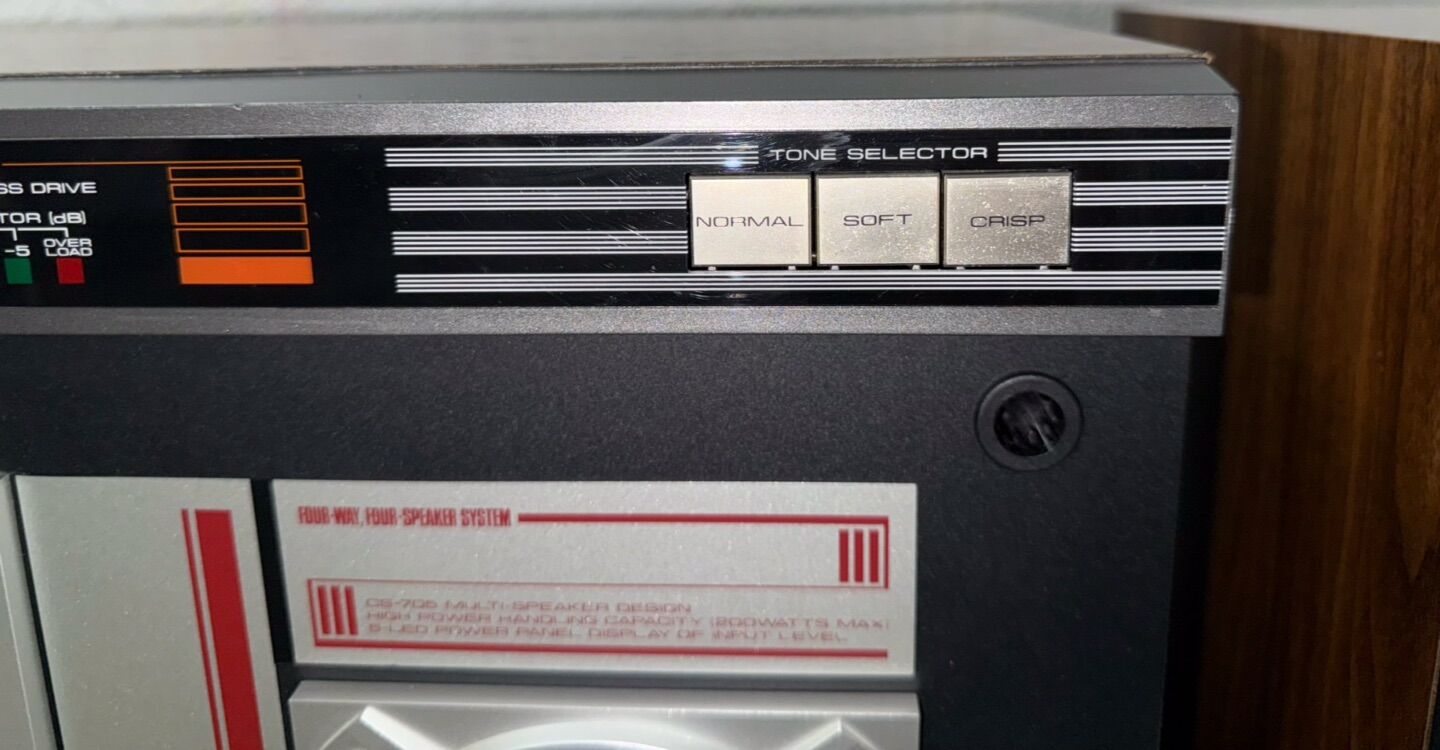 TONE SELECTOR
SS DRIVE
TOR (dB)
-5 OVER LOAD
NORMAL SOFT CRISP
FOUR-WAY, FOUR-SPEAKER SYSTEM
CS-705 MULTI-SPEAKER DESIGN
HIGH POWER HANDLING CAPACITY (200WATTS MAX)
5-LED POWER PANEL DISPLAY OF INPUT LEVEL